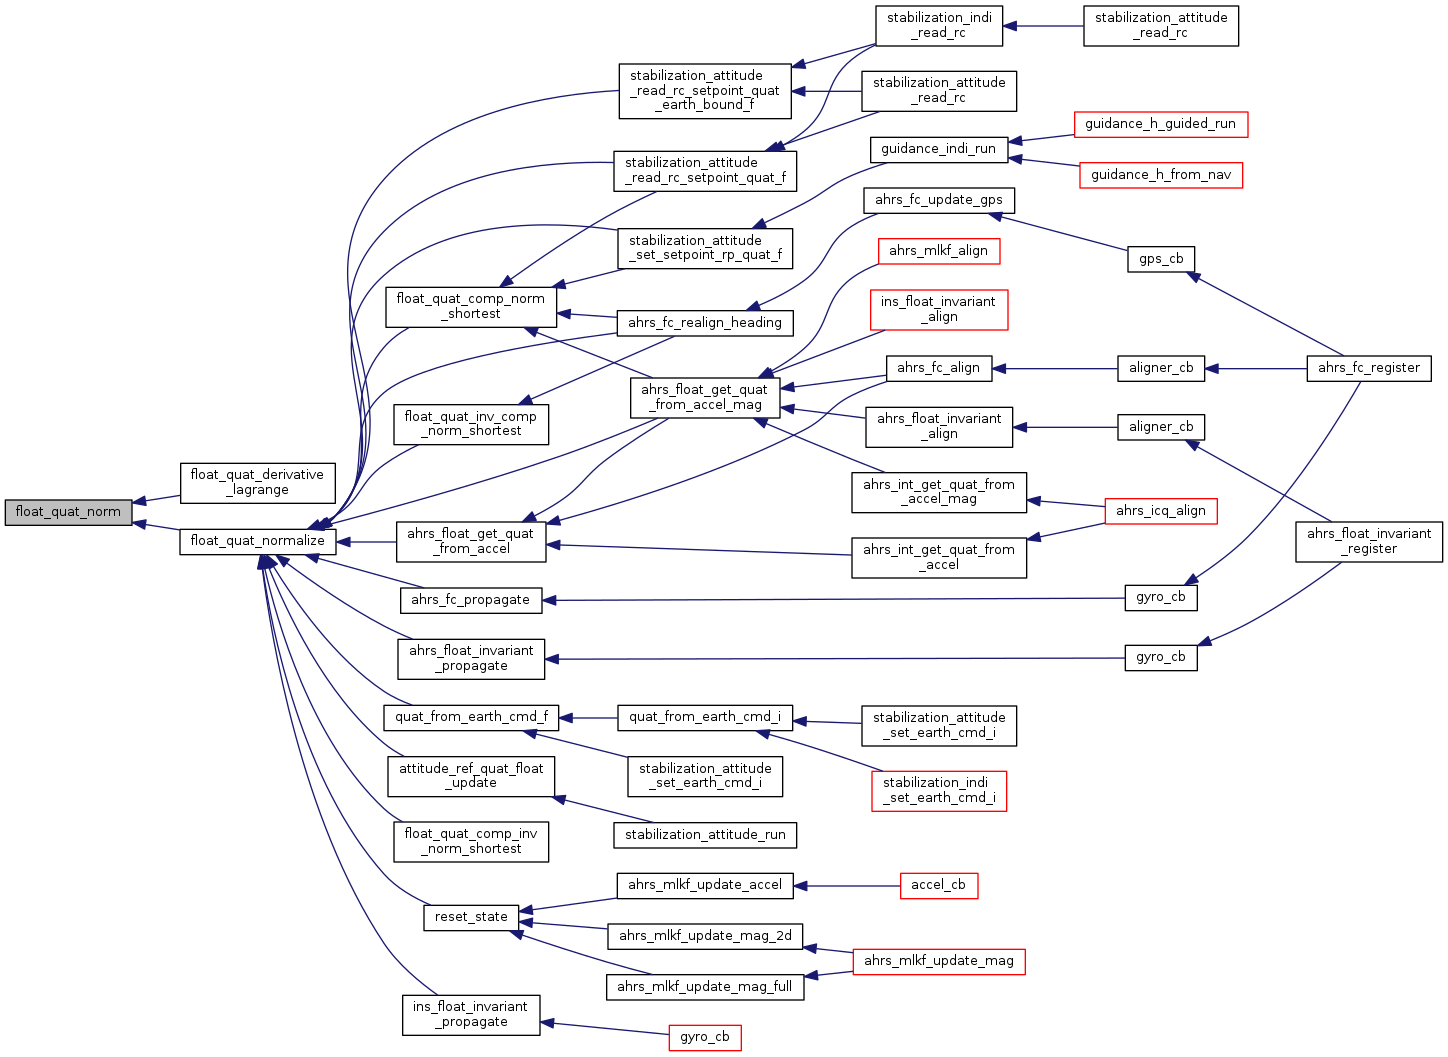 float_quat_norm
float_quat_derivative
_lagrange
float_quat_normalize
stabilization_attitude
_read_rc_setpoint_quat
_earth_bound_f
stabilization_indi
_read_rc
stabilization_attitude
_read_rc
stabilization_attitude
_read_rc
stabilization_attitude
_read_rc_setpoint_quat_f
stabilization_attitude
_set_setpoint_rp_quat_f
guidance_indi_run
guidance_h_guided_run
guidance_h_from_nav
float_quat_comp_norm
_shortest
ahrs_fc_realign_heading
ahrs_fc_update_gps
gps_cb
ahrs_fc_register
ahrs_float_get_quat
_from_accel_mag
ahrs_mlkf_align
ins_float_invariant
_align
ahrs_fc_align
aligner_cb
ahrs_float_invariant
_align
aligner_cb
ahrs_float_invariant
_register
ahrs_int_get_quat_from
_accel_mag
ahrs_icq_align
float_quat_inv_comp
_norm_shortest
ahrs_float_get_quat
_from_accel
ahrs_int_get_quat_from
_accel
ahrs_fc_propagate
gyro_cb
ahrs_float_invariant
_propagate
gyro_cb
quat_from_earth_cmd_f
quat_from_earth_cmd_i
stabilization_attitude
_set_earth_cmd_i
stabilization_indi
_set_earth_cmd_i
stabilization_attitude
_set_earth_cmd_i
attitude_ref_quat_float
_update
stabilization_attitude_run
float_quat_comp_inv
_norm_shortest
reset_state
ahrs_mlkf_update_accel
accel_cb
ahrs_mlkf_update_mag_2d
ahrs_mlkf_update_mag
ahrs_mlkf_update_mag_full
ins_float_invariant
_propagate
gyro_cb